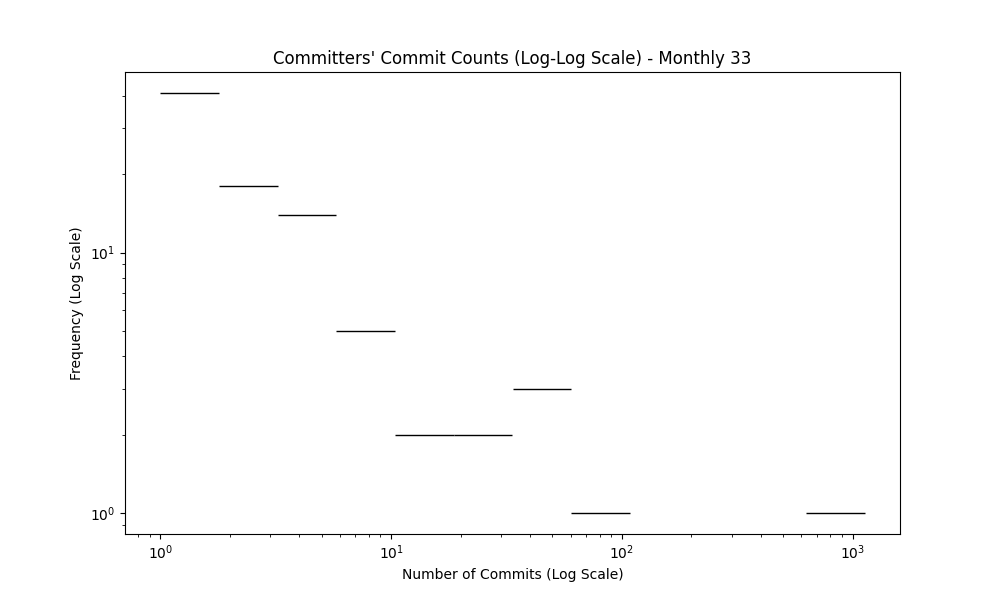 Committers' Commit Counts (Log-Log Scale) - Monthly 33
Frequency (Log Scale)
10¹
10⁰
10⁰ 10¹ 10² 10³
Number of Commits (Log Scale)